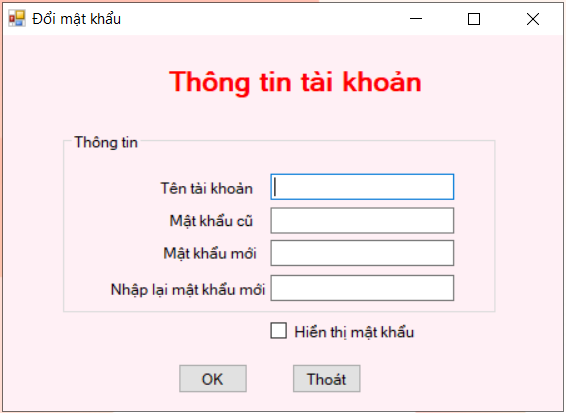 Đổi mật khẩu
Thông tin tài khoản
Thông tin
Tên tài khoản
Mật khẩu cũ
Mật khẩu mới
Nhập lại mật khẩu mới
Hiển thị mật khẩu
OK Thoát